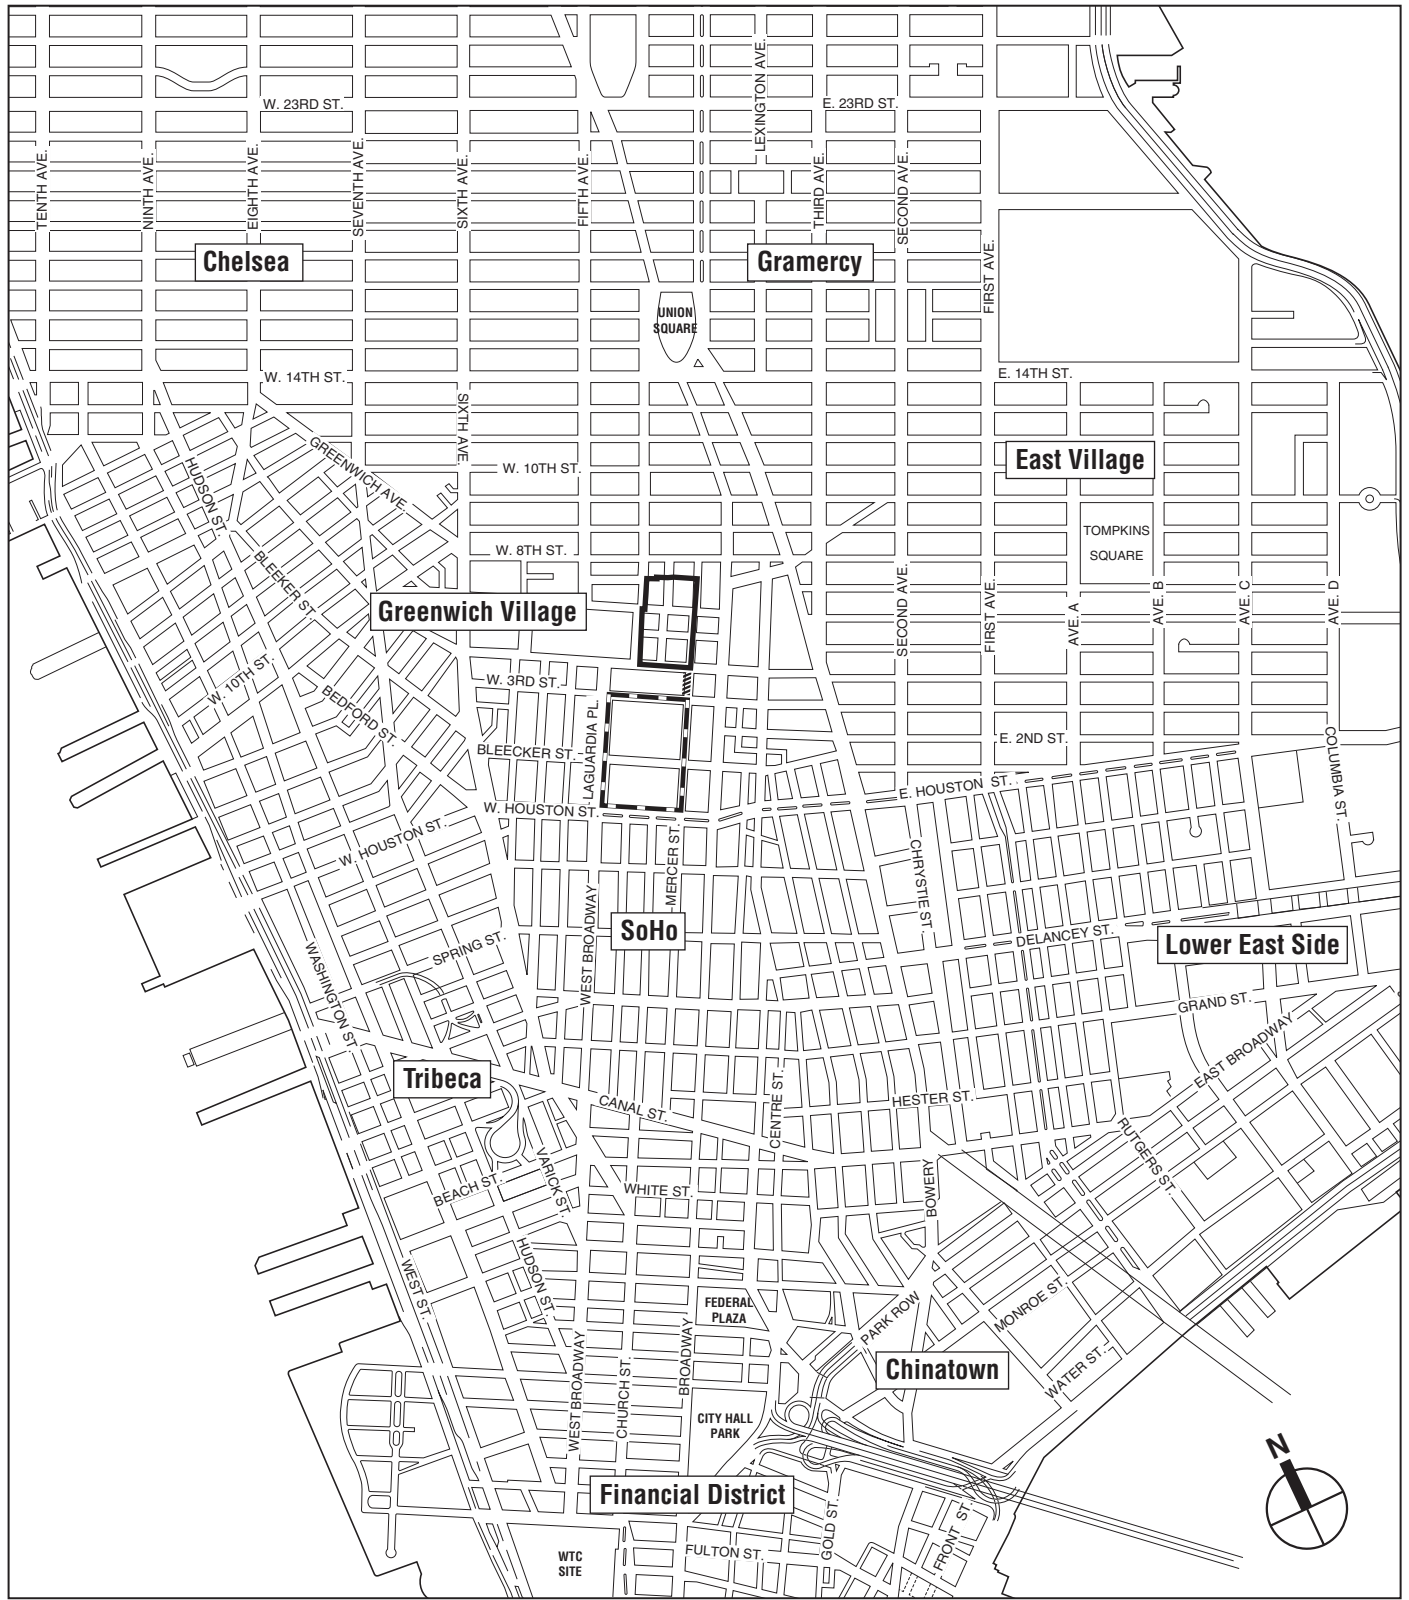 W. 23RD ST.
E. 23RD ST.
LEXINGTON AVE.
TENTH AVE.
NINTH AVE.
EIGHTH AVE.
SEVENTH AVE.
SIXTH AVE.
FIFTH AVE.
THIRD AVE.
SECOND AVE.
FIRST AVE.
Chelsea
Gramercy
UNION
SQUARE
W. 14TH ST.
E. 14TH ST.
SIXTH AVE.
GREENWICH AVE.
HUDSON ST.
W. 10TH ST.
East Village
TOMPKINS
SQUARE
W. 8TH ST.
BLEEKER ST.
Greenwich Village
SECOND AVE.
FIRST AVE.
AVE. A
AVE. B
AVE. C
AVE. D
W. 10TH ST.
W. 3RD ST.
BEDFORD ST.
LAGUARDIA PL.
BLEECKER ST.
E. 2ND ST.
COLUMBIA ST.
E. HOUSTON ST.
W. HOUSTON ST.
W. HOUSTON ST.
MERCER ST.
CHRYSTIE ST.
WEST BROADWAY
SoHo
DELANCEY ST.
Lower East Side
SPRING ST.
WASHINGTON ST.
GRAND ST.
EAST BROADWAY
Tribeca
CANAL ST.
CENTRE ST.
HESTER ST.
RUTGERS ST.
VARICK ST.
BEACH ST.
WHITE ST.
BOWERY
HUDSON ST.
WEST ST.
FEDERAL
PLAZA
PARK ROW
MONROE ST.
WEST BROADWAY
CHURCH ST.
BROADWAY
Chinatown
WATER ST.
CITY HALL
PARK
N
Financial District
GOLD ST.
FRONT ST.
FULTON ST.
WTC
SITE